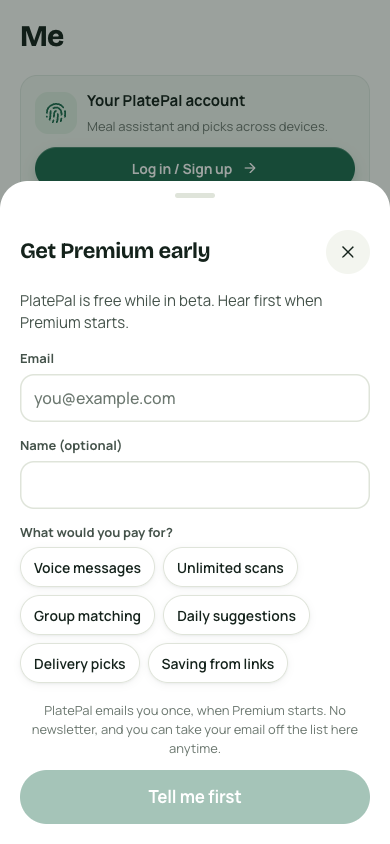 Me
Your PlatePal account
Meal assistant and picks across devices.
Log in / Sign up
Get Premium early
PlatePal is free while in beta. Hear first when
Premium starts.
Email
you@example.com
Name (optional)
What would you pay for?
Voice messages
Unlimited scans
Group matching
Daily suggestions
Delivery picks
Saving from links
PlatePal emails you once, when Premium starts. No
newsletter, and you can take your email off the list here
anytime.
Tell me first